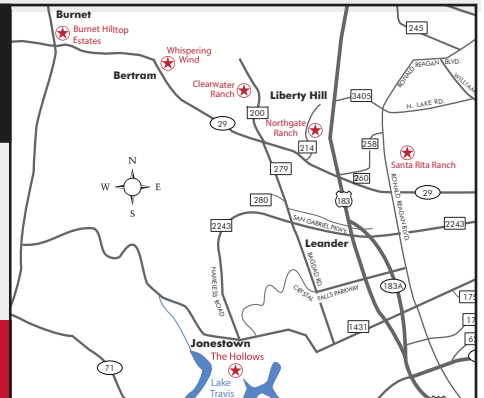 Burnet
Burnet Hilltop
Estates
245
Whispering
Wind
RONALD REAGAN BLVD.
Bertram
Clearwater
Ranch
Liberty Hill
3405
N. LAKE RD.
200
29
Northgate
Ranch
214
258
Santa Rita Ranch
279
260
N
W
E
S
280
183
29
RONALD REAGAN BLVD.
2243
SAN GABRIEL PKWY
2243
Leander
BAGDAD RD.
NAMELESS ROAD
CRYSTAL FALLS PARKWAY
183A
1431
Jonestown
The Hollows
71
Lake
Travis